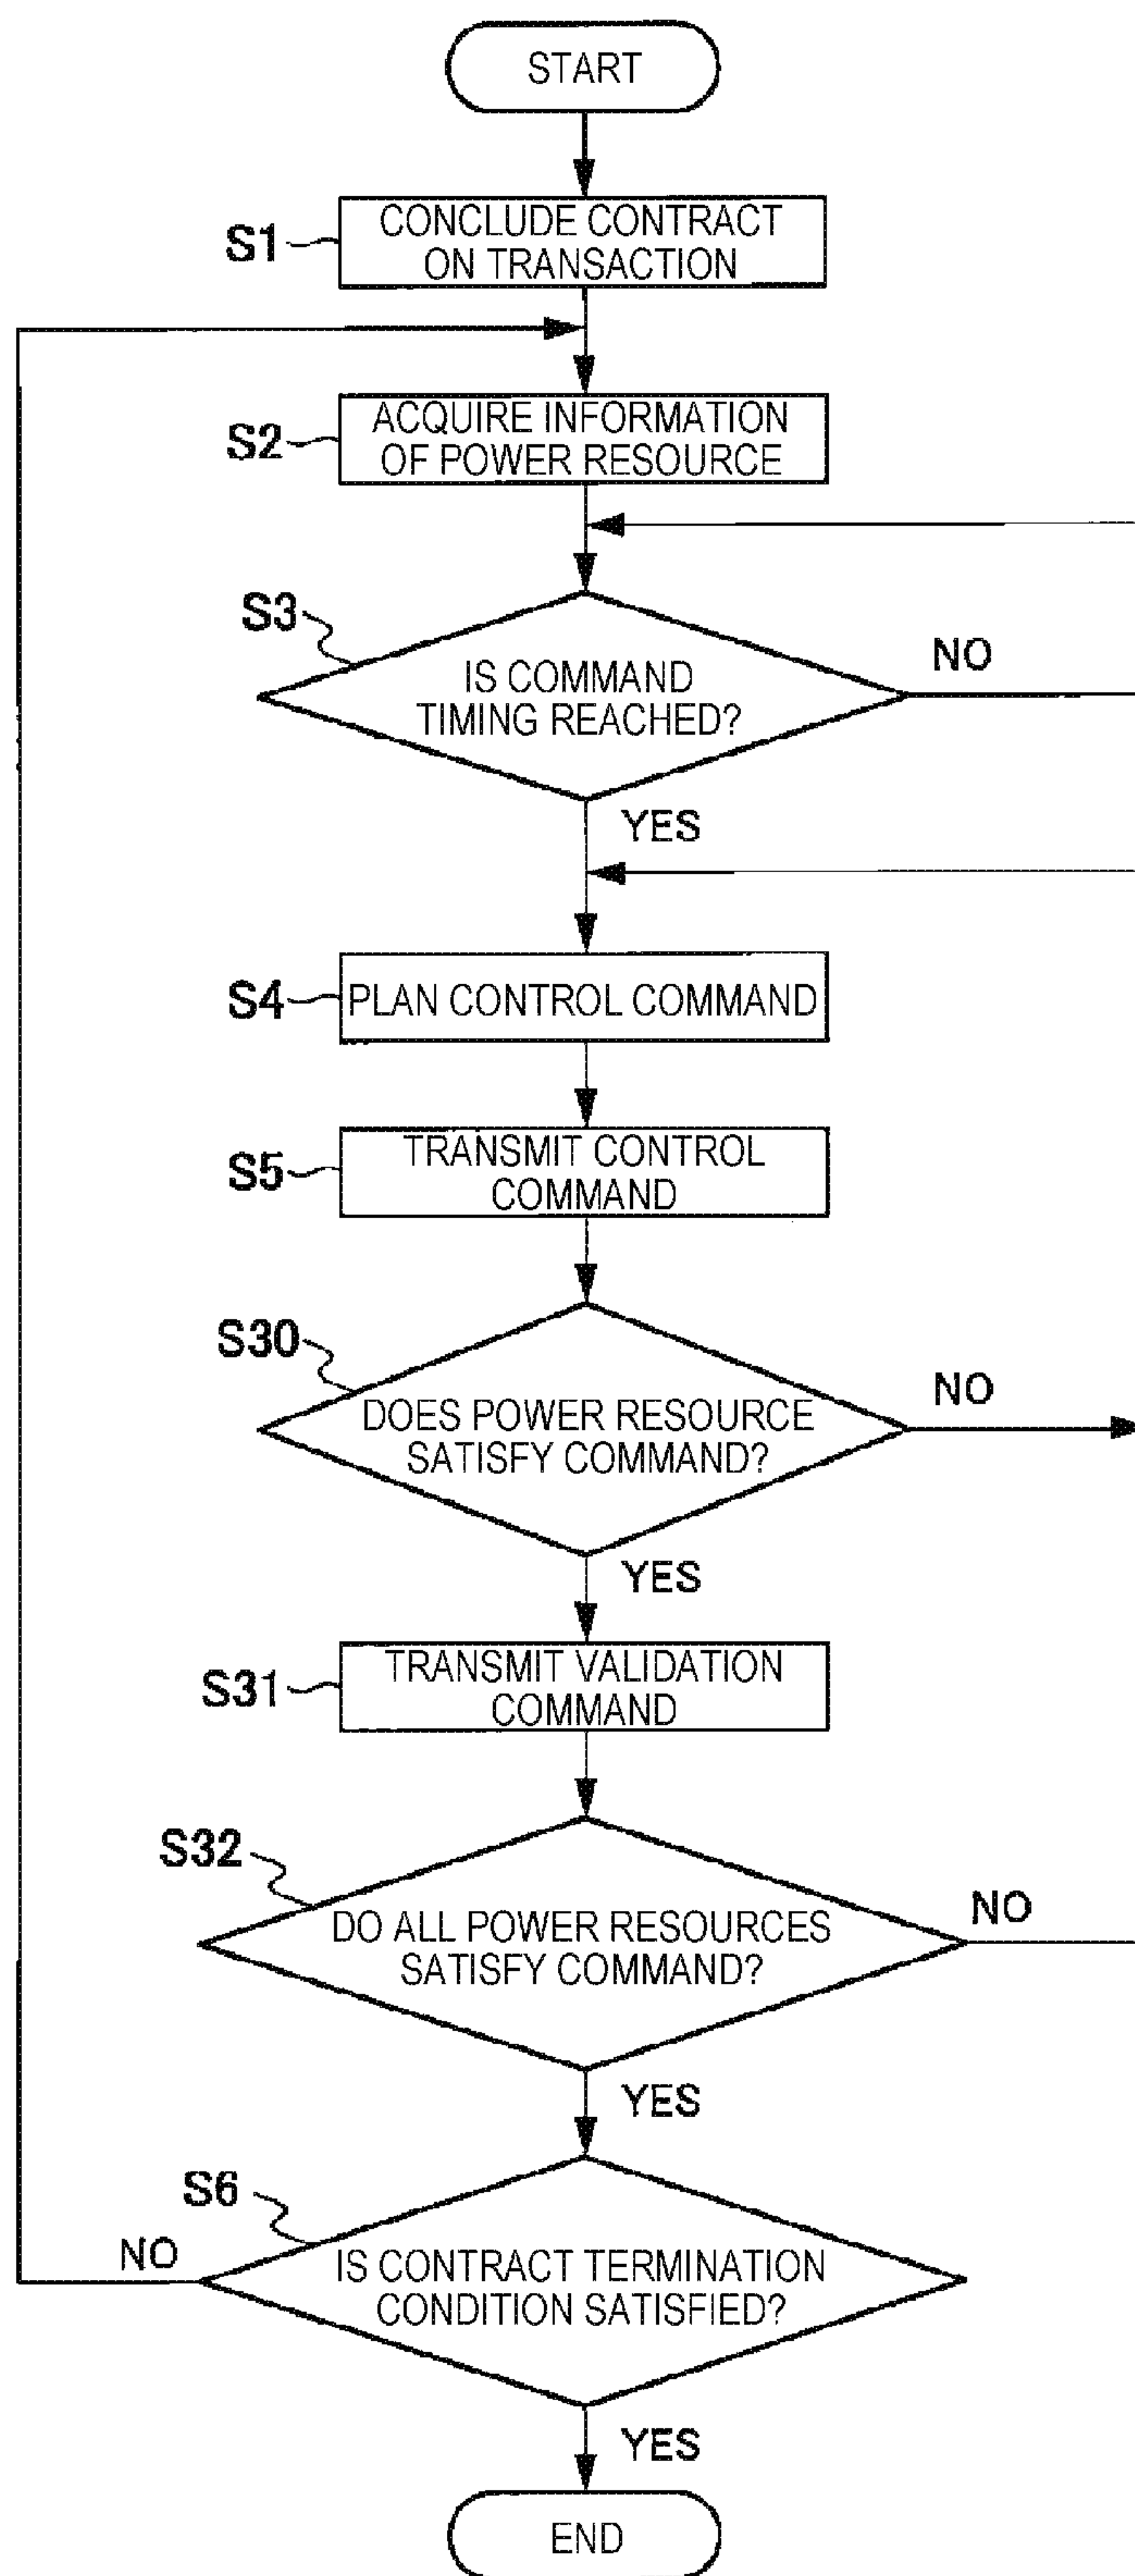 START
S1
CONCLUDE CONTRACT
ON TRANSACTION
S2
ACQUIRE INFORMATION
OF POWER RESOURCE
S3
IS COMMAND
TIMING REACHED?
NO
YES
S4
PLAN CONTROL COMMAND
S5
TRANSMIT CONTROL
COMMAND
S30
DOES POWER RESOURCE
SATISFY COMMAND?
NO
YES
S31
TRANSMIT VALIDATION
COMMAND
S32
DO ALL POWER RESOURCES
SATISFY COMMAND?
NO
YES
S6
NO
IS CONTRACT TERMINATION
CONDITION SATISFIED?
YES
END